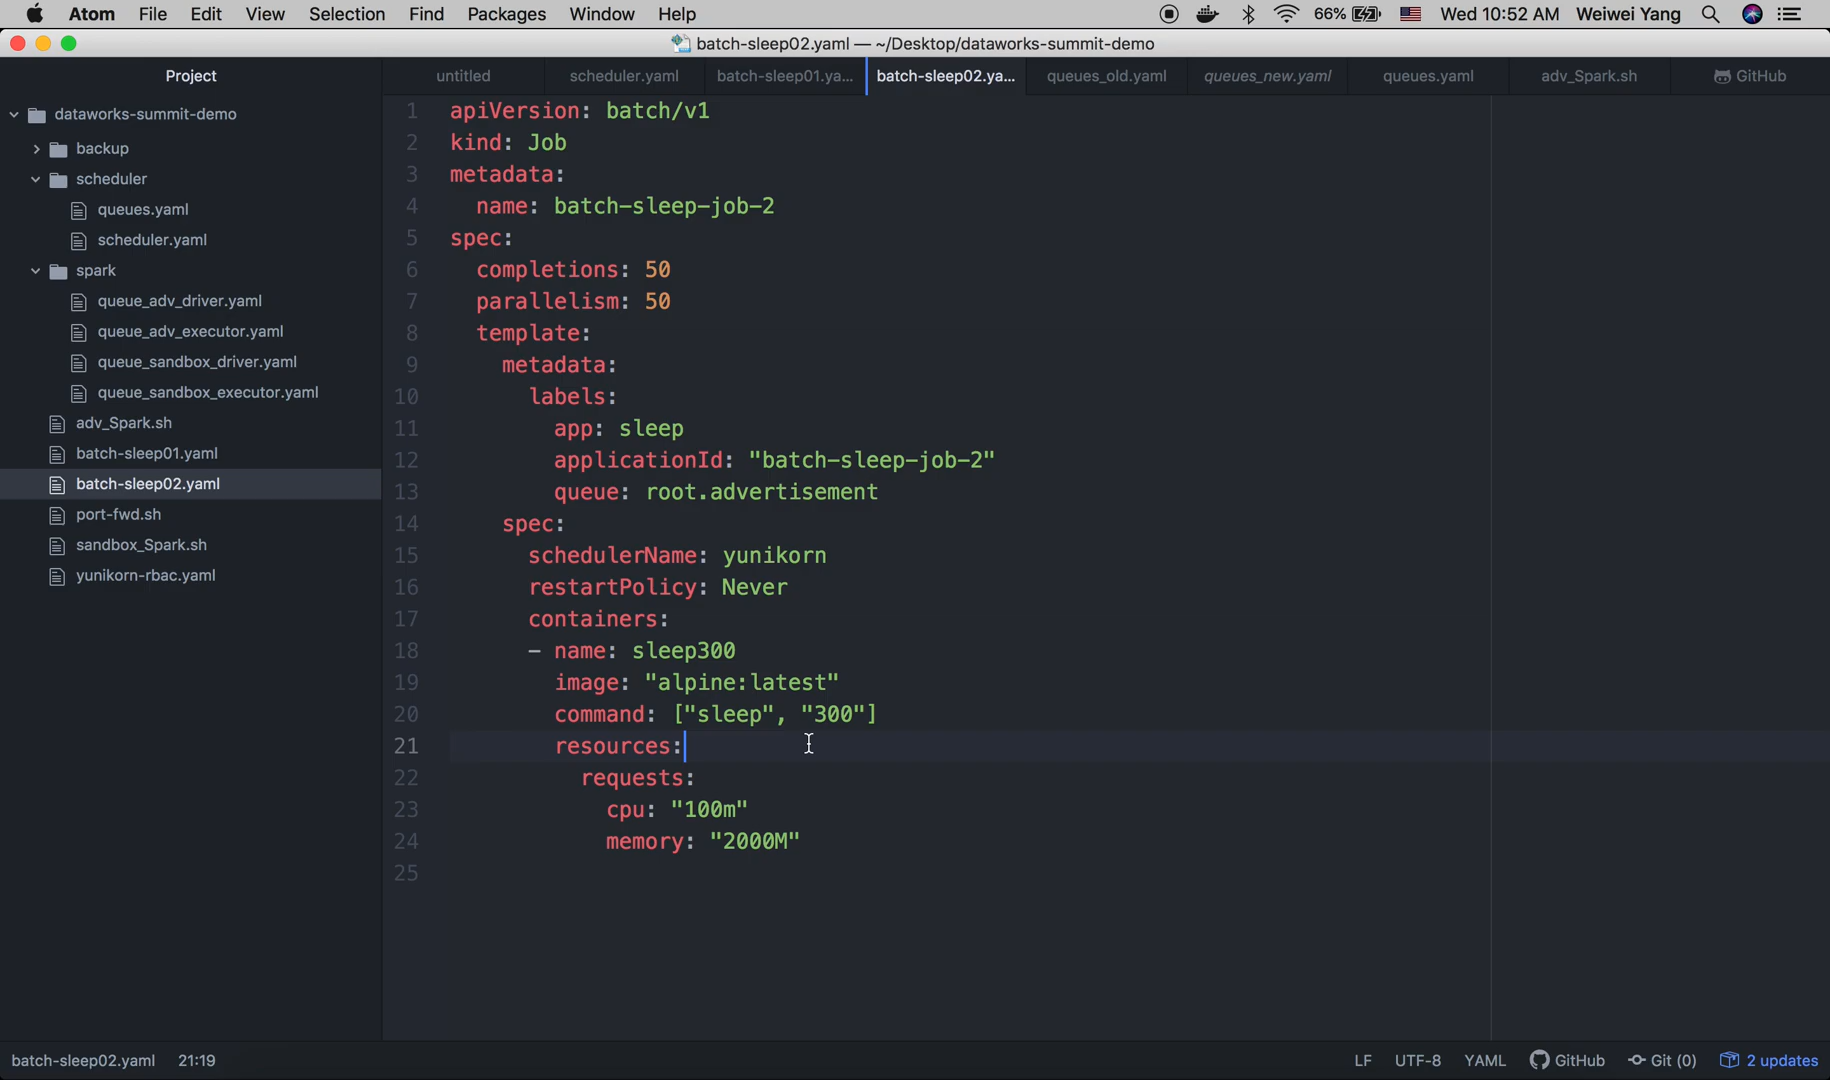 Atom File Edit View Selection Find Packages Window Help 66% Wed 10:52 AM Weiwei Yang
batch-sleep02.yaml — ~/Desktop/dataworks-summit-demo
Project
untitled scheduler.yaml batch-sleep01.ya... batch-sleep02.ya... queues_old.yaml queues_new.yaml queues.yaml adv_Spark.sh GitHub
dataworks-summit-demo
backup
scheduler
queues.yaml
scheduler.yaml
spark
queue_adv_driver.yaml
queue_adv_executor.yaml
queue_sandbox_driver.yaml
queue_sandbox_executor.yaml
adv_Spark.sh
batch-sleep01.yaml
batch-sleep02.yaml
port-fwd.sh
sandbox_Spark.sh
yunikorn-rbac.yaml
1 apiVersion: batch/v1
2 kind: Job
3 metadata:
4 name: batch-sleep-job-2
5 spec:
6 completions: 50
7 parallelism: 50
8 template:
9 metadata:
10 labels:
11 app: sleep
12 applicationId: "batch-sleep-job-2"
13 queue: root.advertisement
14 spec:
15 schedulerName: yunikorn
16 restartPolicy: Never
17 containers:
18 - name: sleep300
19 image: "alpine:latest"
20 command: ["sleep", "300"]
21 resources:
22 requests:
23 cpu: "100m"
24 memory: "2000M"
25
batch-sleep02.yaml 21:19 LF UTF-8 YAML GitHub Git (0) 2 updates